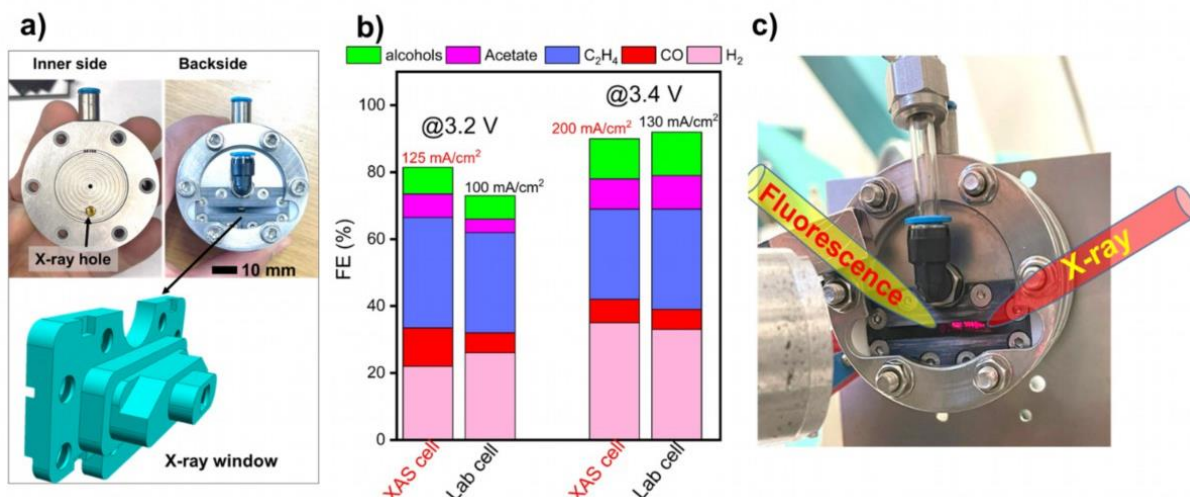 a)
Inner side
Backside
X-ray hole
10 mm
X-ray window
b)
alcohols
Acetate
C₂H₄
CO
H₂
FE (%)
100
80
60
40
20
0
@3.2 V
@3.4 V
125 mA/cm²
100 mA/cm²
200 mA/cm²
130 mA/cm²
XAS cell
Lab cell
XAS cell
Lab cell
c)
Fluorescence
X-ray